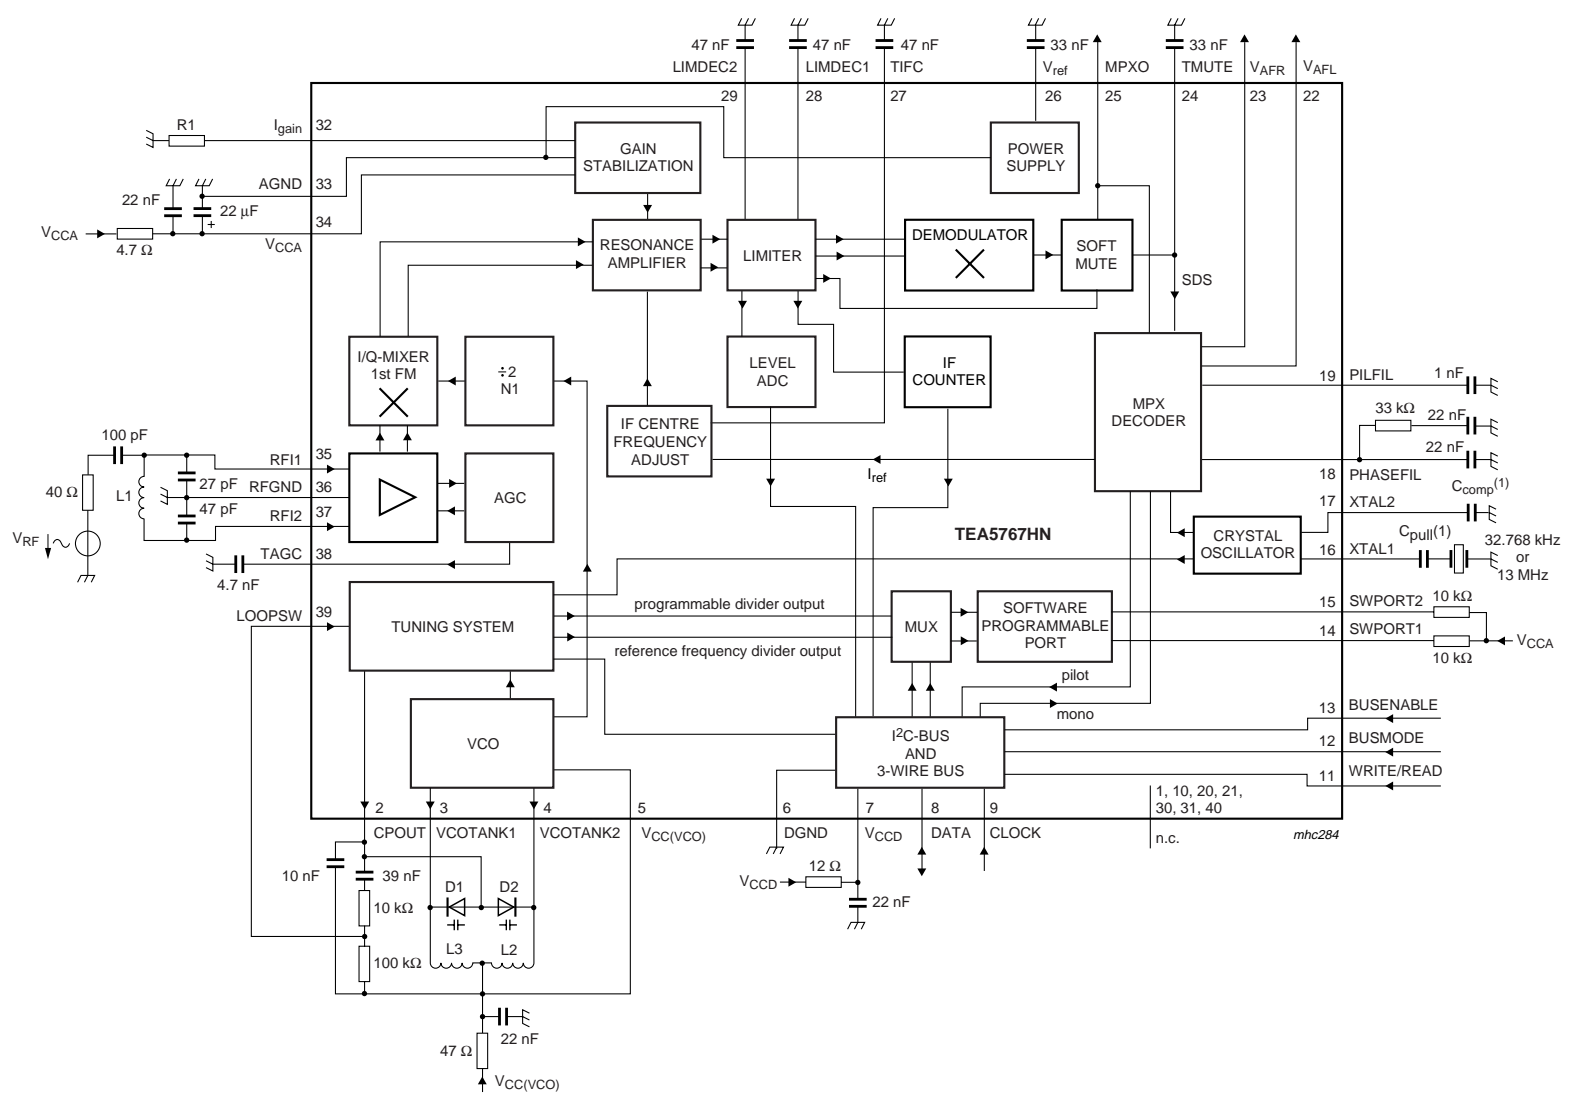 47 nF 47 nF 47 nF 33 nF 33 nF
LIMDEC2 LIMDEC1 TIFC Vref MPXO TMUTE VAFR VAFL
29 28 27 26 25 24 23 22
R1 Igain 32
GAIN
STABILIZATION
POWER
SUPPLY
AGND 33
22 nF 22 μF
+
34
VCCA 4.7 Ω VCCA
RESONANCE
AMPLIFIER
LIMITER
DEMODULATOR
SOFT
MUTE
SDS
I/Q-MIXER
1st FM
÷2
N1
LEVEL
ADC
IF
COUNTER
MPX
DECODER
19 PILFIL 1 nF
33 kΩ 22 nF
22 nF
18 PHASEFIL
IF CENTRE
FREQUENCY
ADJUST
Iref
100 pF
35 RFI1
27 pF
36 RFGND
40 Ω L1
47 pF
37 RFI2
VRF
AGC
TAGC 38
4.7 nF
TEA5767HN
17 XTAL2 Ccomp(1)
CRYSTAL
OSCILLATOR
16 XTAL1 Cpull(1)
32.768 kHz
or
13 MHz
LOOPSW 39
TUNING SYSTEM
programmable divider output
reference frequency divider output
MUX
SOFTWARE
PROGRAMMABLE
PORT
15 SWPORT2 10 kΩ
14 SWPORT1
10 kΩ
VCCA
pilot
mono
VCO
I2C-BUS
AND
3-WIRE BUS
13 BUSENABLE
12 BUSMODE
11 WRITE/READ
1, 10, 20, 21,
30, 31, 40
n.c.
mhc284
2 3 4 5 6 7 8 9
CPOUT VCOTANK1 VCOTANK2 VCC(VCO) DGND VCCD DATA CLOCK
10 nF 39 nF
D1 D2
10 kΩ
L3 L2
100 kΩ
VCCD 12 Ω
22 nF
22 nF
47 Ω
VCC(VCO)